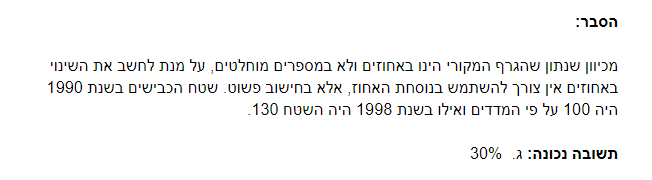 הסבר:
מכיוון שנתון שהגרף המקורי הינו באחוזים ולא במספרים מוחלטים, על מנת לחשב את השינוי
באחוזים אין צורך להשתמש בנוסחת האחוז, אלא בחישוב פשוט. שטח הכבישים בשנת 1990
היה 100 על פי המדדים ואילו בשנת 1998 היה השטח 130.
תשובה נכונה: ג. 30%